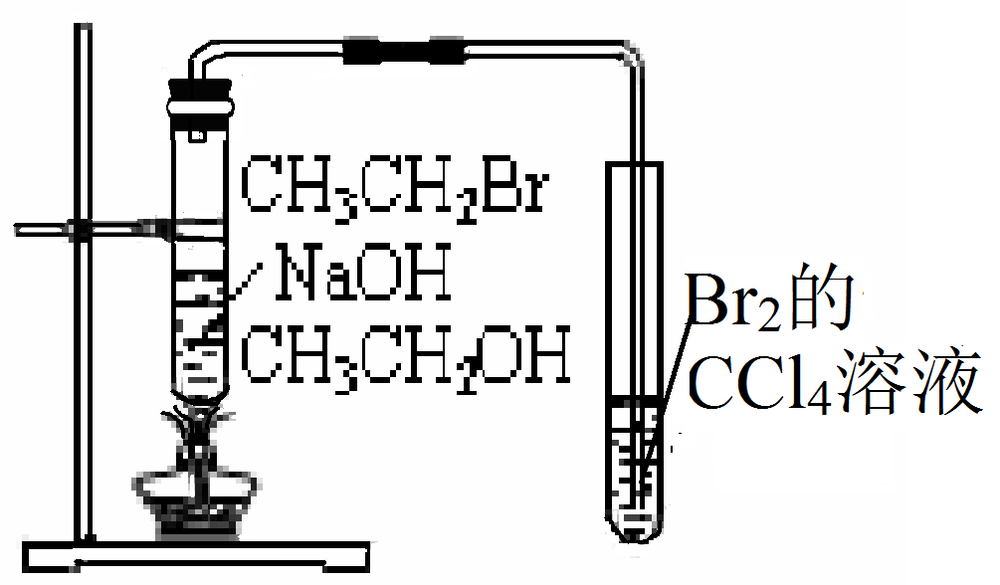 CH₃CH₂Br
NaOH
CH₃CH₂OH
Br₂的
CCl₄溶液